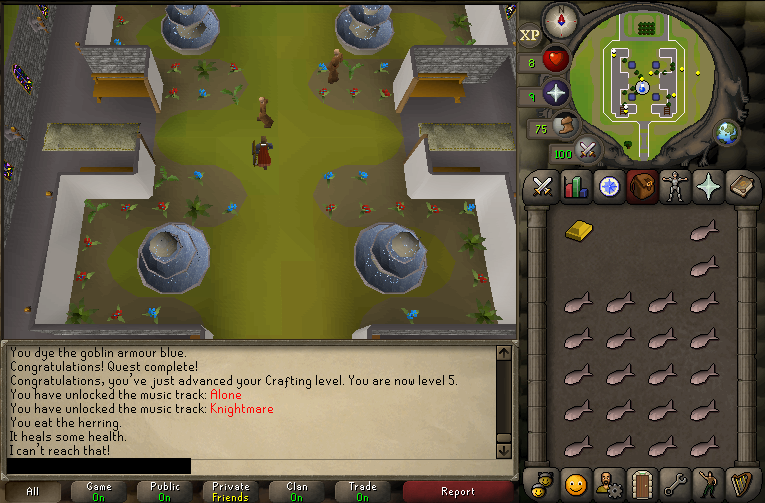 N
XP
8
9
75
100
You dye the goblin armour blue.
Congratulations! Quest complete!
Congratulations, you've just advanced your Crafting level. You are now level 5.
You have unlocked the music track: Alone
You have unlocked the music track: Knightmare
You eat the herring.
It heals some health.
I can't reach that!
All
Game
On
Public
On
Private
Friends
Clan
On
Trade
On
Report